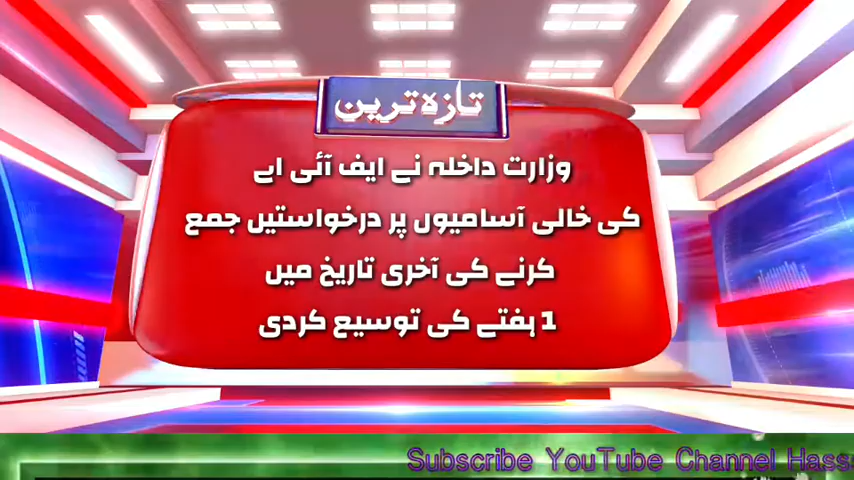 تازہ ترین
وزارت داخلہ نے ایف آئی اے
کی خالی آسامیوں پر درخواستیں جمع
کرنے کی آخری تاریخ میں
1 ہفتے کی توسیع کردی
Subscribe YouTube Channel Hass